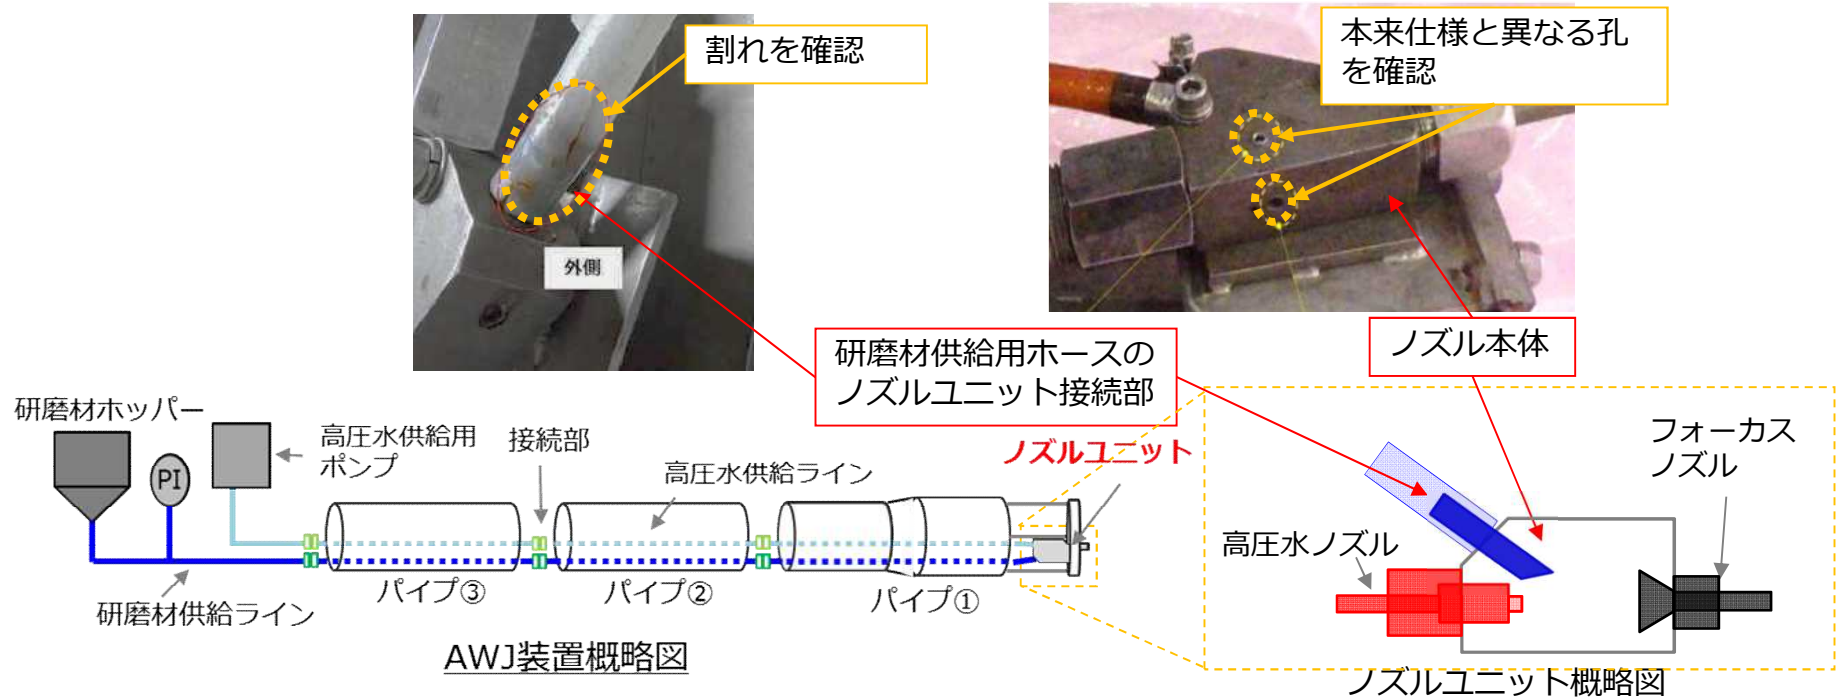 割れを確認
本来仕様と異なる孔
を確認
外側
研磨材供給用ホースの
ノズルユニット接続部
ノズル本体
研磨材ホッパー
高圧水供給用
ポンプ
接続部
高圧水供給ライン
ノズルユニット
PI
研磨材供給ライン
パイプ③
パイプ②
パイプ①
AWJ装置概略図
フォーカス
ノズル
高圧水ノズル
ノズルユニット概略図